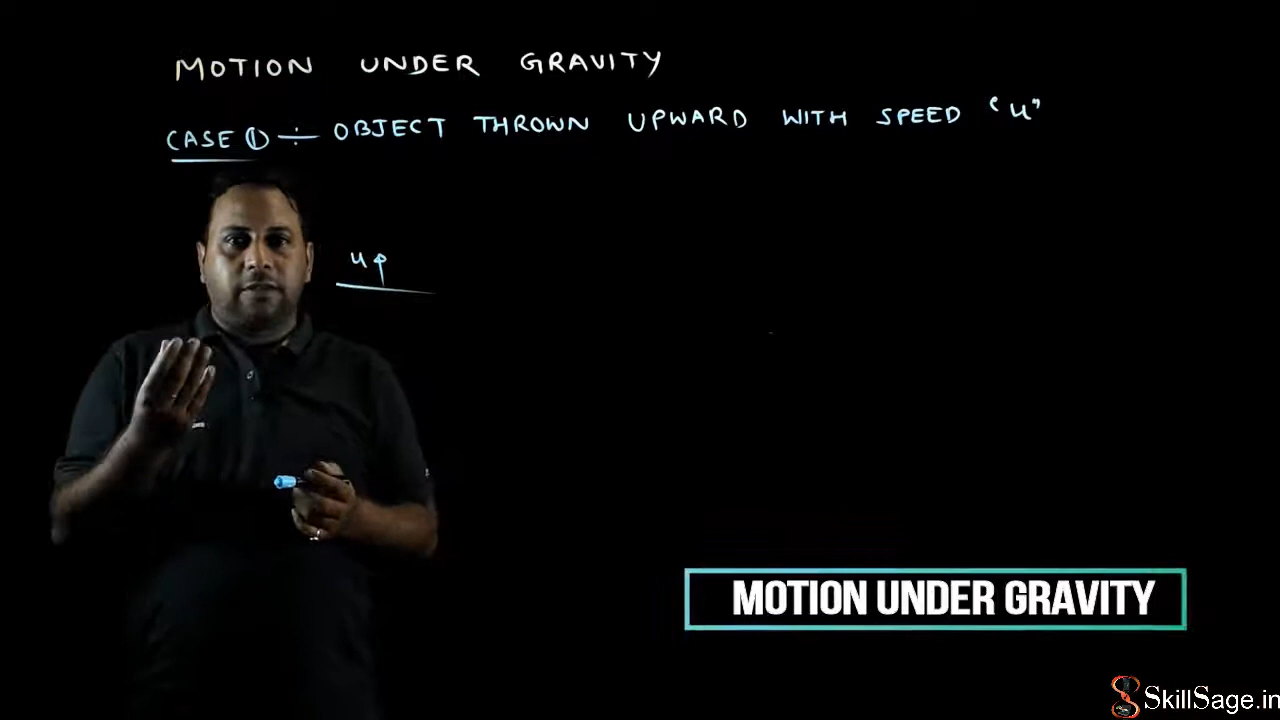 MOTION UNDER GRAVITY
CASE ① ÷ OBJECT THROWN UPWARD WITH SPEED "u"
u
MOTION UNDER GRAVITY
SkillSage.in